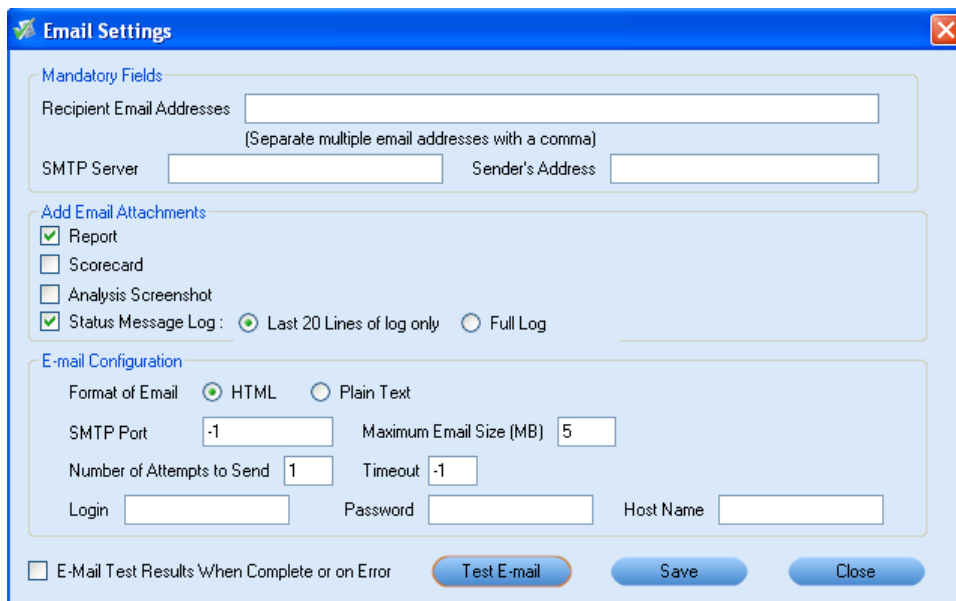 Email Settings
Mandatory Fields
Recipient Email Addresses
(Separate multiple email addresses with a comma)
SMTP Server Sender's Address
Add Email Attachments
Report
Scorecard
Analysis Screenshot
Status Message Log : Last 20 Lines of log only Full Log
E-mail Configuration
Format of Email HTML Plain Text
SMTP Port -1 Maximum Email Size (MB) 5
Number of Attempts to Send 1 Timeout -1
Login Password Host Name
E-Mail Test Results When Complete or on Error Test E-mail Save Close